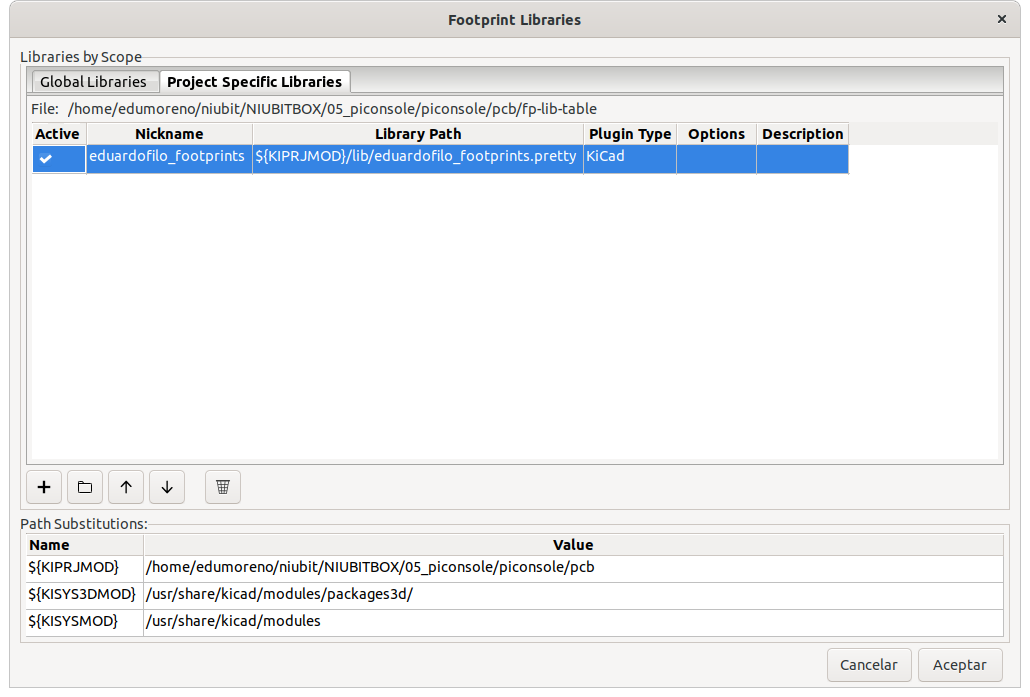 Footprint Libraries
Libraries by Scope
Global Libraries Project Specific Libraries
File: /home/edumoreno/niubit/NIUBITBOX/05_piconsole/piconsole/pcb/fp-lib-table
Active Nickname Library Path Plugin Type Options Description
eduardofilo_footprints ${KIPRJMOD}/lib/eduardofilo_footprints.pretty KiCad
Path Substitutions:
Name Value
${KIPRJMOD} /home/edumoreno/niubit/NIUBITBOX/05_piconsole/piconsole/pcb
${KISYS3DMOD} /usr/share/kicad/modules/packages3d/
${KISYSMOD} /usr/share/kicad/modules
Cancelar Aceptar